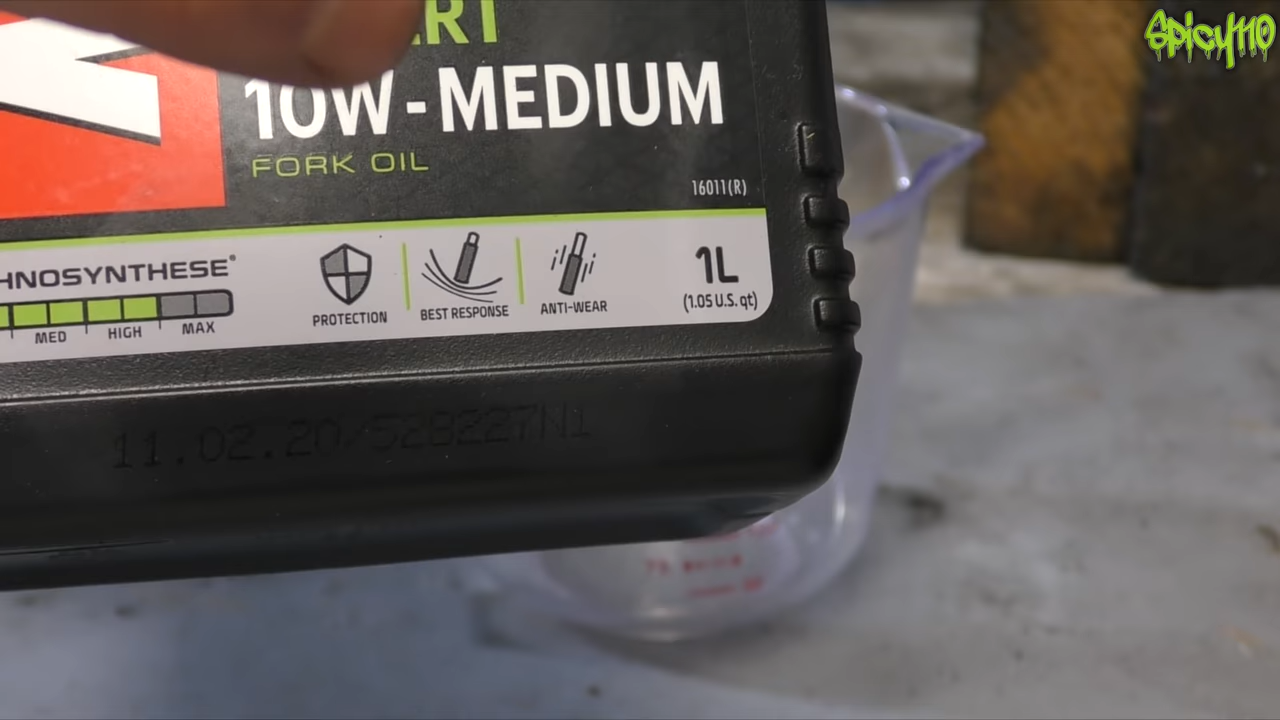 SPicy110
ERT
10W-MEDIUM
FORK OIL
16011(R)
HNOSYNTHESE®
MED HIGH MAX
PROTECTION
BEST RESPONSE
ANTI-WEAR
1L
(1.05 U.S. qt)
11.02.20/528227N1